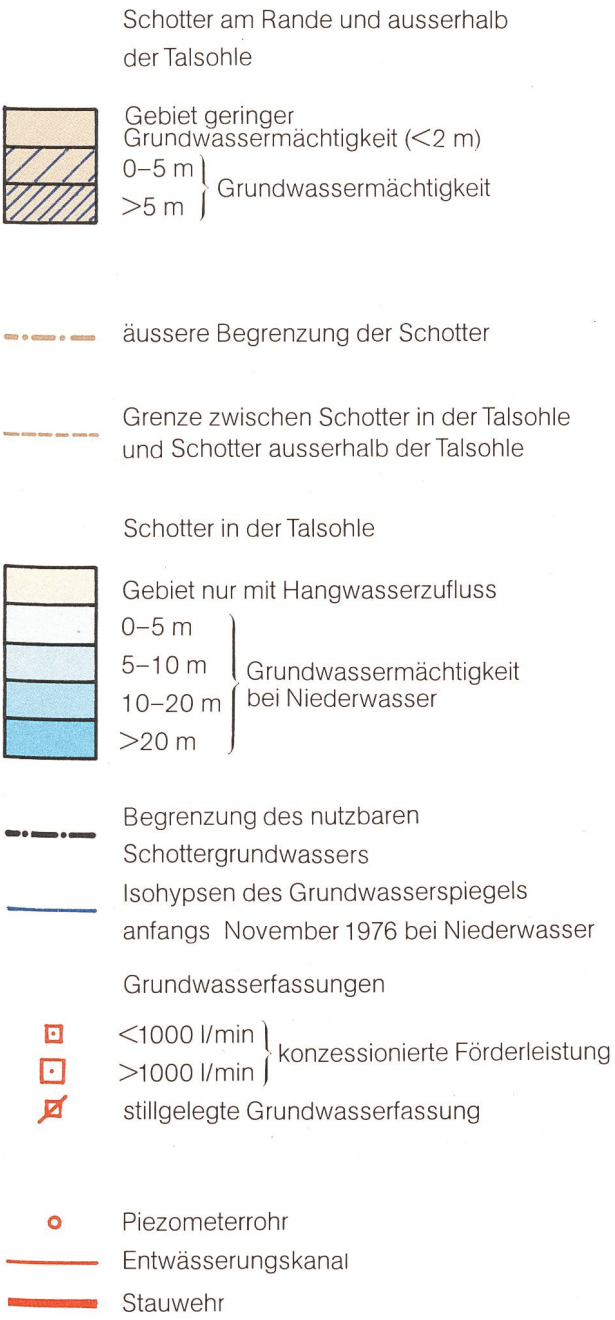 Schotter am Rande und ausserhalb
der Talsohle
Gebiet geringer
Grundwassermächtigkeit (<2 m)
0–5 m
>5 m
Grundwassermächtigkeit
äussere Begrenzung der Schotter
Grenze zwischen Schotter in der Talsohle
und Schotter ausserhalb der Talsohle
Schotter in der Talsohle
Gebiet nur mit Hangwasserzufluss
0–5 m
5–10 m
10–20 m
>20 m
Grundwassermächtigkeit
bei Niederwasser
Begrenzung des nutzbaren
Schottergrundwassers
Isohypsen des Grundwasserspiegels
anfangs November 1976 bei Niederwasser
Grundwasserfassungen
<1000 l/min
>1000 l/min
konzessionierte Förderleistung
stillgelegte Grundwasserfassung
Piezometerrohr
Entwässerungskanal
Stauwehr